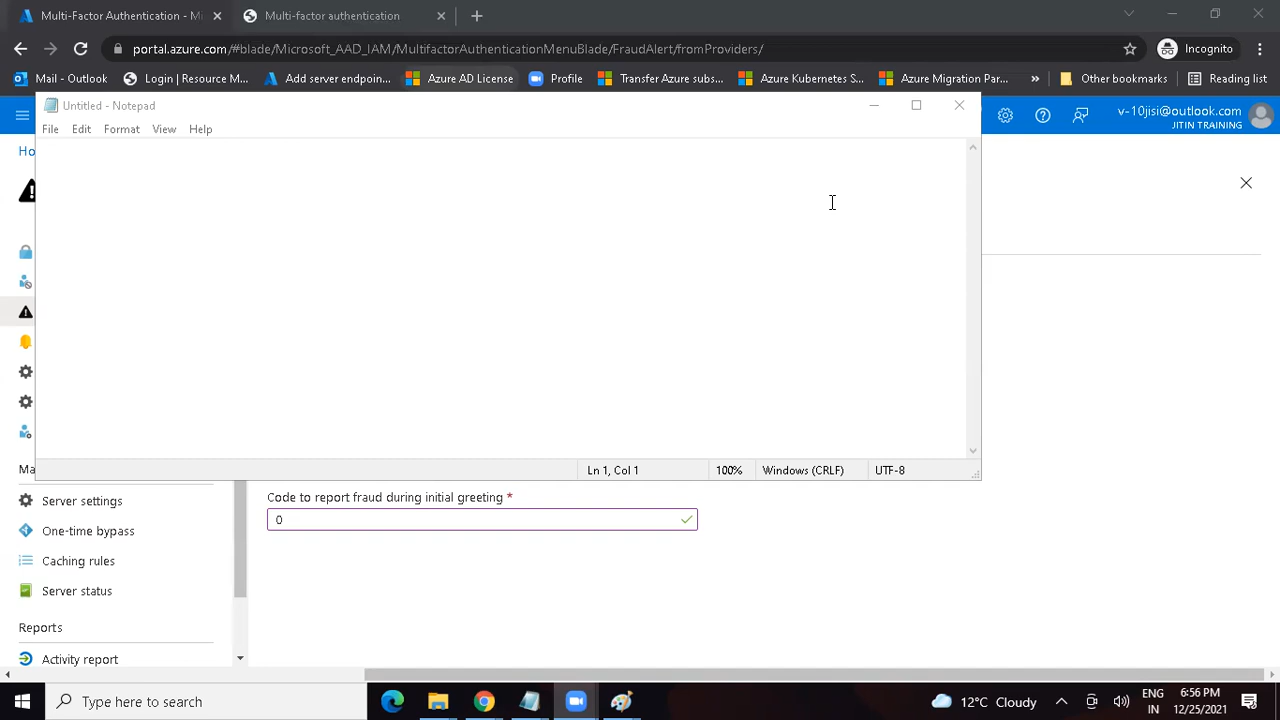 Multi-Factor Authentication - Mi
Multi-factor authentication
portal.azure.com/#blade/Microsoft_AAD_IAM/MultifactorAuthenticationMenuBlade/FraudAlert/fromProviders/
Incognito
Mail - Outlook
Login | Resource M...
Add server endpoin...
Azure AD License
Profile
Transfer Azure subs...
Azure Kubernetes S...
Azure Migration Par...
»
Other bookmarks
Reading list
Untitled - Notepad
v-10jisi@outlook.com
JITIN TRAINING
File
Edit
Format
View
Help
Ho
Ma
Ln 1, Col 1
100%
Windows (CRLF)
UTF-8
Server settings
Code to report fraud during initial greeting *
0
One-time bypass
Caching rules
Server status
Reports
Activity report
Type here to search
12°C Cloudy
ENG
IN
6:56 PM
12/25/2021